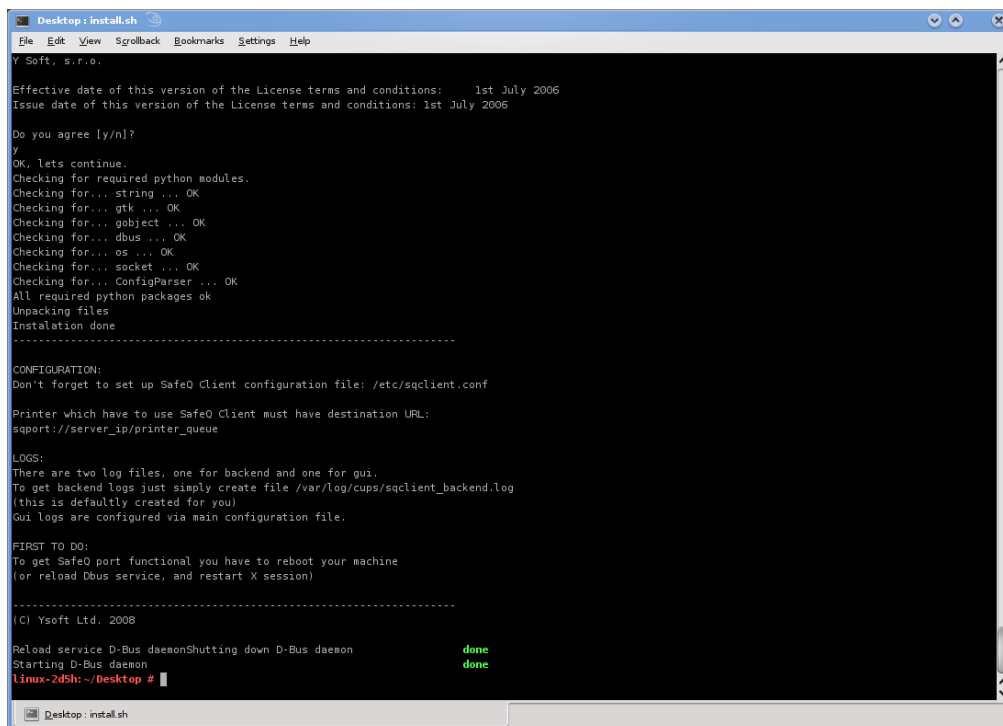 Desktop : install.sh
File Edit View Scrollback Bookmarks Settings Help
Y Soft, s.r.o.
Effective date of this version of the License terms and conditions: 1st July 2006
Issue date of this version of the License terms and conditions: 1st July 2006
Do you agree [y/n]?
y
OK, lets continue.
Checking for required python modules.
Checking for... string ... OK
Checking for... gtk ... OK
Checking for... gobject ... OK
Checking for... dbus ... OK
Checking for... os ... OK
Checking for... socket ... OK
Checking for... ConfigParser ... OK
All required python packages ok
Unpacking files
Instalation done
----------------------------------------------------------------------
CONFIGURATION:
Don't forget to set up SafeQ Client configuration file: /etc/sqclient.conf
Printer which have to use SafeQ Client must have destination URL:
sqport://server_ip/printer_queue
LOGS:
There are two log files, one for backend and one for gui.
To get backend logs just simply create file /var/log/cups/sqclient_backend.log
(this is defaultly created for you)
Gui logs are configured via main configuration file.
FIRST TO DO:
To get SafeQ port functional you have to reboot your machine
(or reload Dbus service, and restart X session)
----------------------------------------------------------------------
(C) Ysoft Ltd. 2008
Reload service D-Bus daemonShutting down D-Bus daemon done
Starting D-Bus daemon done
linux-2d5h:~/Desktop #
Desktop : install.sh